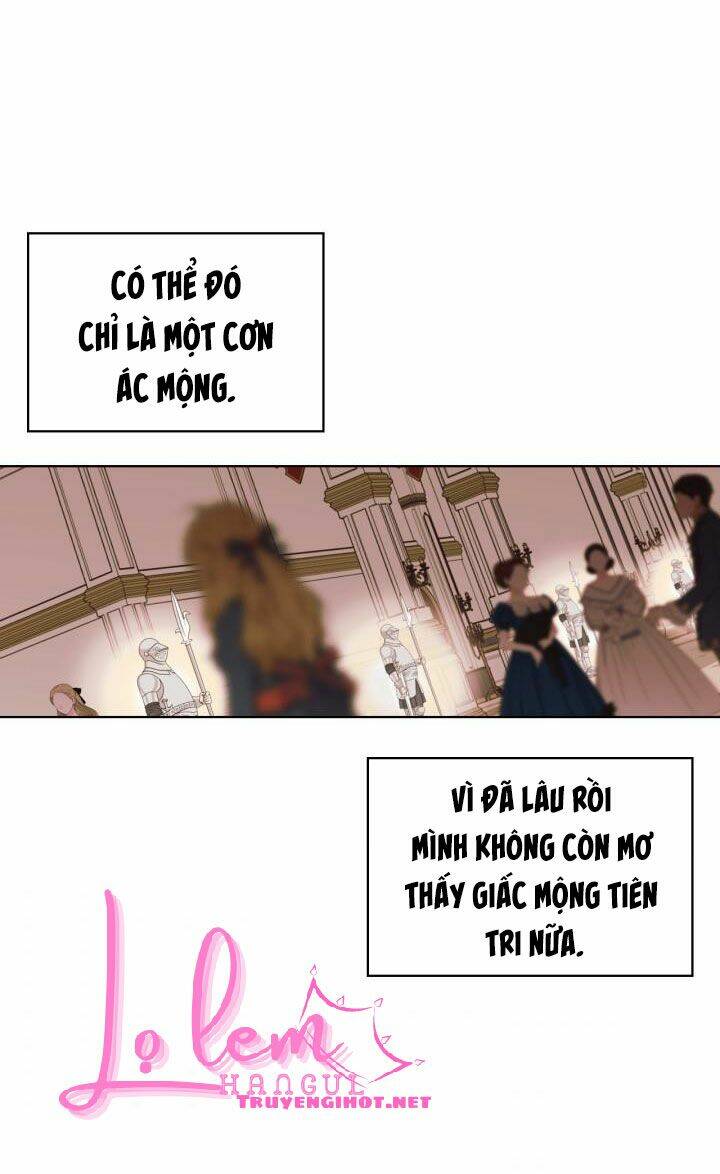 CÓ THỂ ĐÓ
CHỈ LÀ MỘT CƠN
ÁC MỘNG.
VÌ ĐÃ LÂU RỒI
MÌNH KHÔNG CÒN MƠ
THẤY GIẤC MỘNG TIÊN
TRI NỮA.
Lọ lem
HANGUL
TRUYENGIHOT.NET